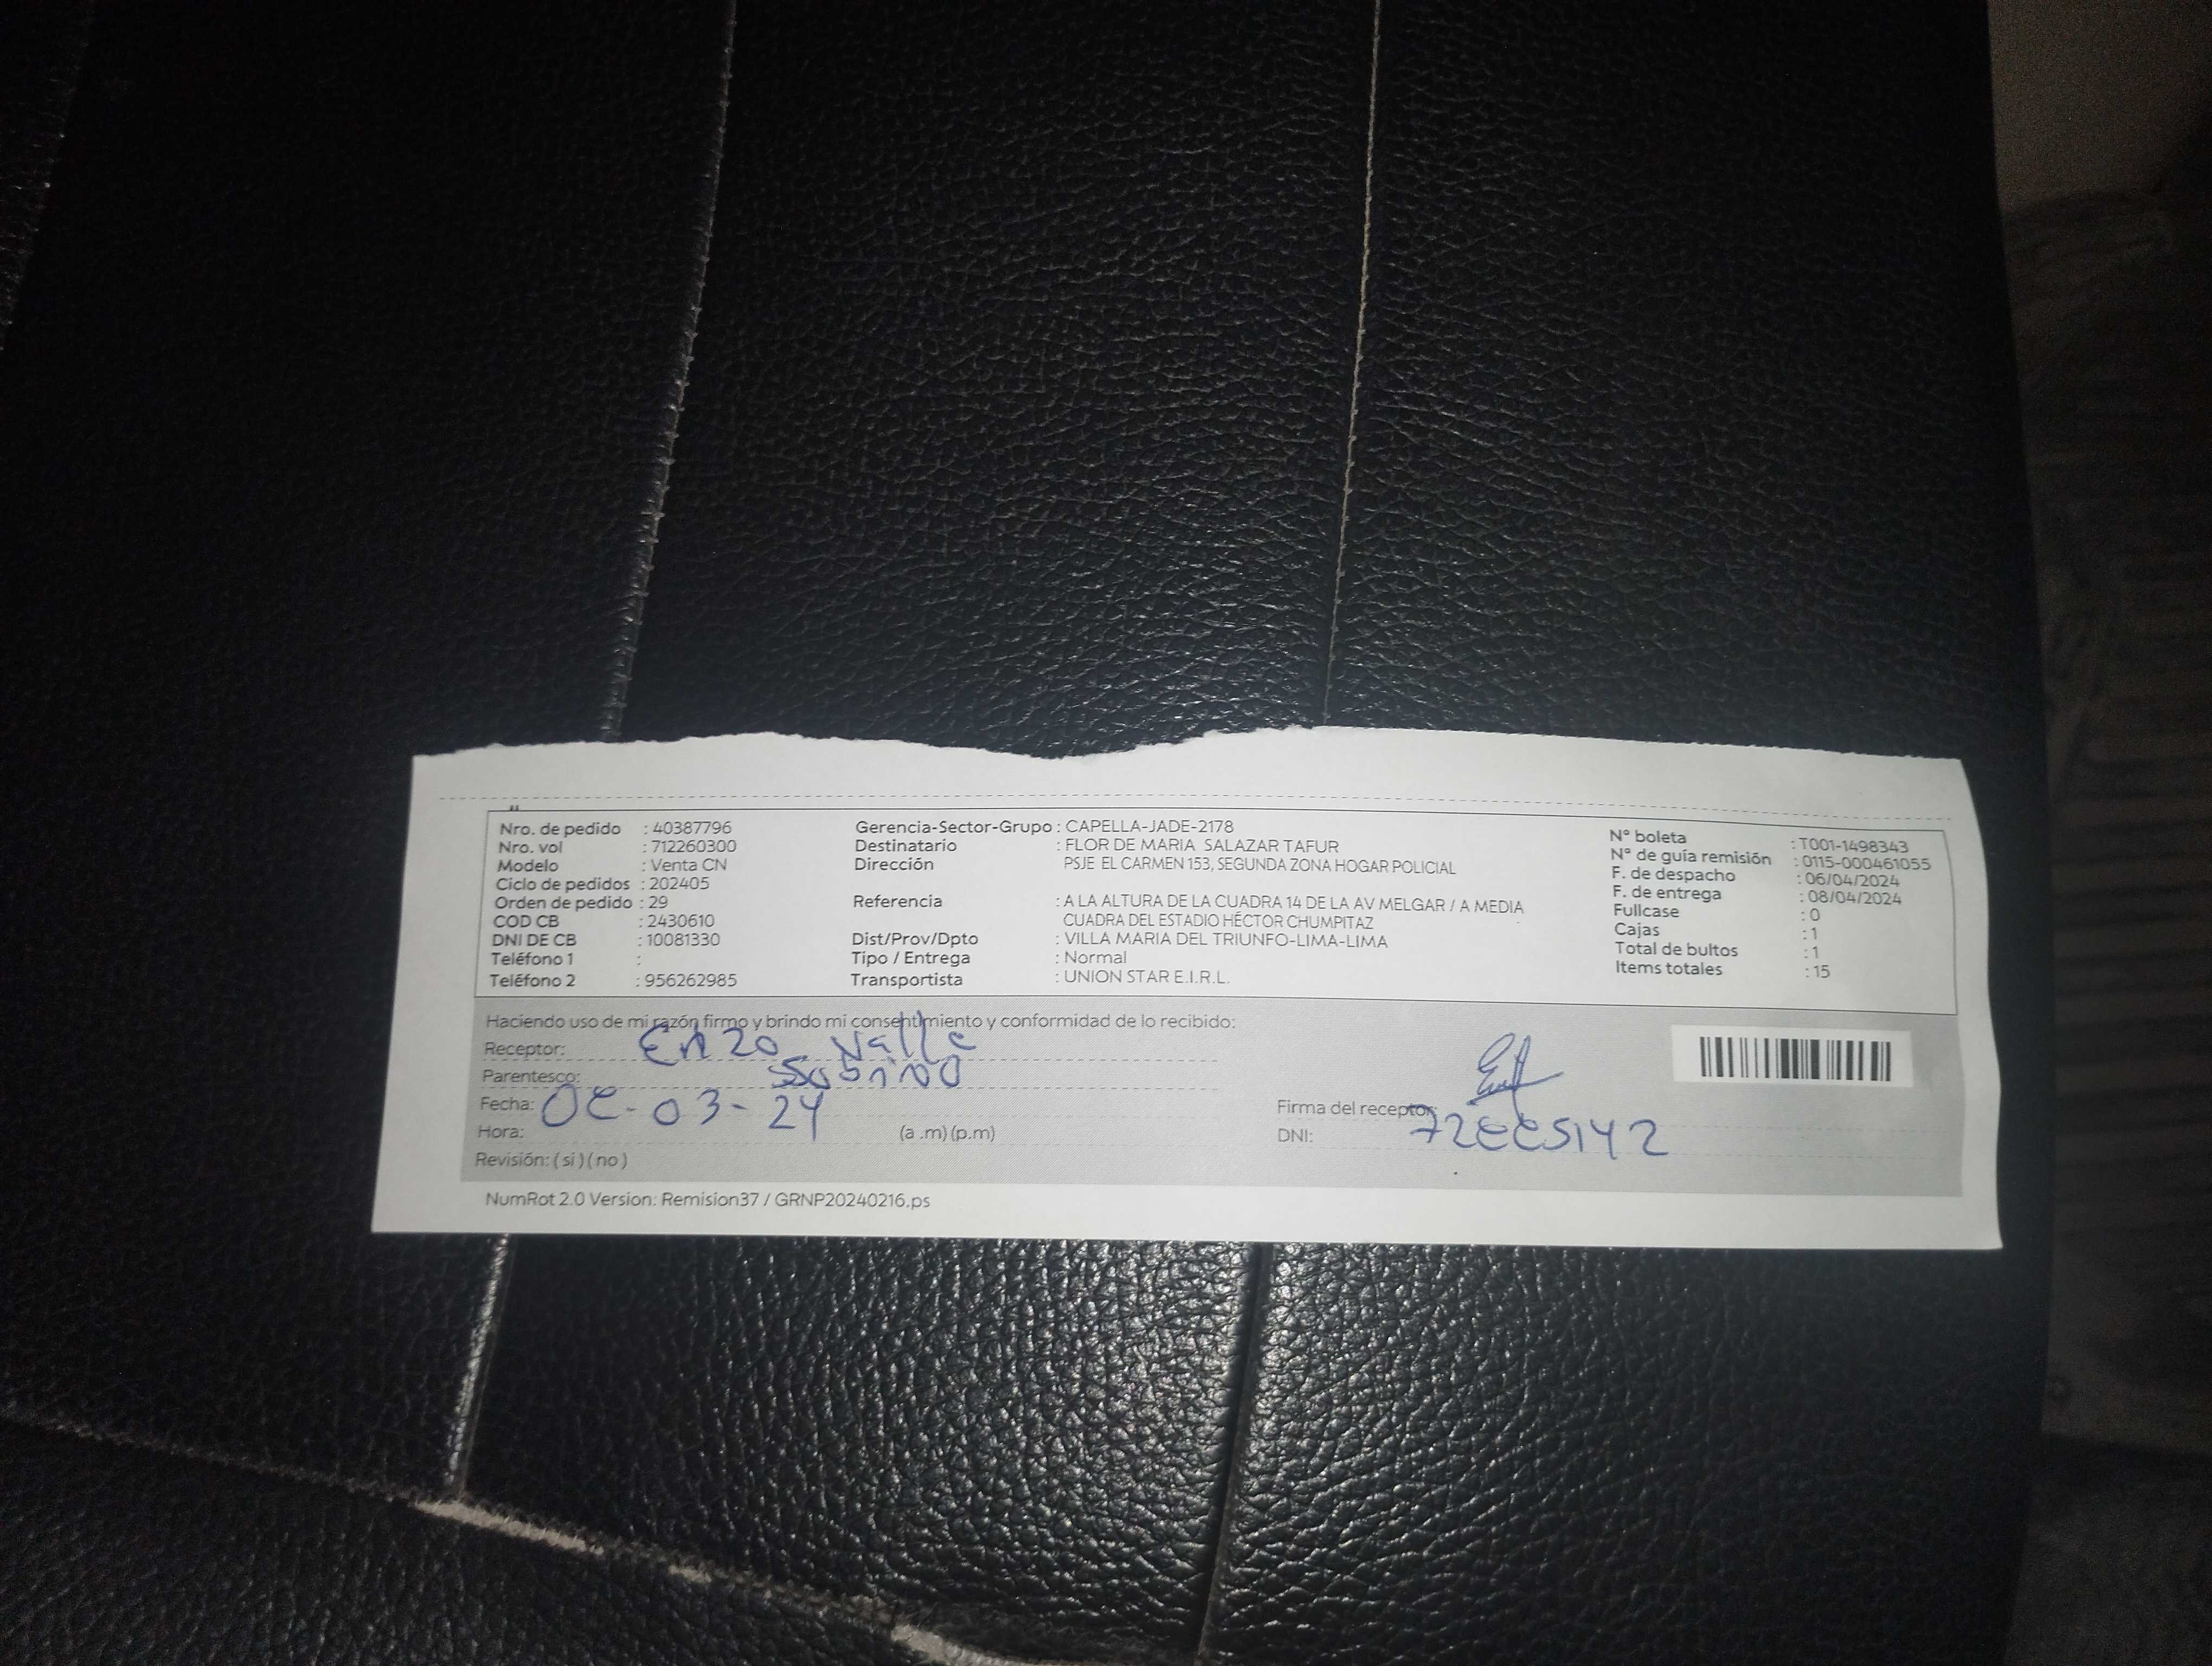 Nro. de pedido : 40387796
Nro. vol : 712260300
Modelo : Venta CN
Ciclo de pedidos : 202405
Orden de pedido : 29
COD CB : 2430610
DNI DE CB : 10081330
Teléfono 1 :
Teléfono 2 : 956262985
Gerencia-Sector-Grupo : CAPELLA-JADE-2178
Destinatario : FLOR DE MARIA SALAZAR TAFUR
Dirección PSJE EL CARMEN 153, SEGUNDA ZONA HOGAR POLICIAL
Referencia : A LA ALTURA DE LA CUADRA 14 DE LA AV MELGAR / A MEDIA
CUADRA DEL ESTADIO HÉCTOR CHUMPITAZ
Dist/Prov/Dpto : VILLA MARIA DEL TRIUNFO-LIMA-LIMA
Tipo / Entrega : Normal
Transportista : UNION STAR E.I.R.L.
N° boleta : T001-1498343
N° de guía remisión : 0115-000461055
F. de despacho : 06/04/2024
F. de entrega : 08/04/2024
Fullcase : 0
Cajas : 1
Total de bultos : 1
Items totales : 15
Haciendo uso de mi razón firmo y brindo mi consentimiento y conformidad de lo recibido:
Receptor: Enzo Valle
Parentesco:
Fecha: 03-24
Hora: (a .m) (p.m)
Revisión: ( si ) ( no )
Firma del receptor:
DNI:
NumRot 2.0 Version: Remision37 / GRNP20240216.ps